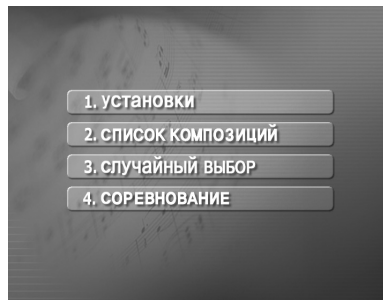 1. УСТАНОВКИ
2. СПИСОК КОМПОЗИЦИЙ
3. СЛУЧАЙНЫЙ ВЫБОР
4. СОРЕВНОВАНИЕ